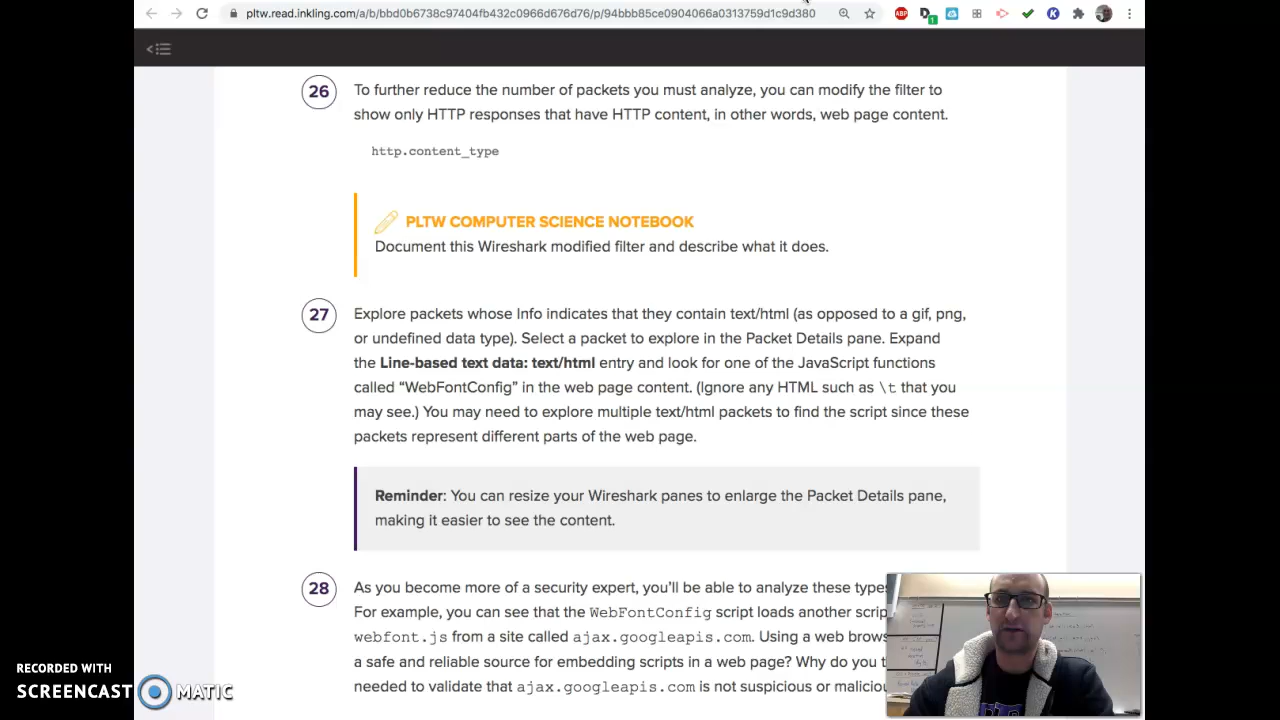 pltw.read.inkling.com/a/b/bbd0b6738c97404fb432c0966d676d76/p/94bbb85ce0904066a0313759d1c9d380
26
To further reduce the number of packets you must analyze, you can modify the filter to
show only HTTP responses that have HTTP content, in other words, web page content.
http.content_type
PLTW COMPUTER SCIENCE NOTEBOOK
Document this Wireshark modified filter and describe what it does.
27
Explore packets whose Info indicates that they contain text/html (as opposed to a gif, png,
or undefined data type). Select a packet to explore in the Packet Details pane. Expand
the Line-based text data: text/html entry and look for one of the JavaScript functions
called “WebFontConfig” in the web page content. (Ignore any HTML such as \t that you
may see.) You may need to explore multiple text/html packets to find the script since these
packets represent different parts of the web page.
Reminder: You can resize your Wireshark panes to enlarge the Packet Details pane,
making it easier to see the content.
28
As you become more of a security expert, you’ll be able to analyze these types
For example, you can see that the WebFontConfig script loads another scrip
webfont.js from a site called ajax.googleapis.com. Using a web brows
a safe and reliable source for embedding scripts in a web page? Why do you t
needed to validate that ajax.googleapis.com is not suspicious or maliciou
RECORDED WITH
SCREENCAST MATIC